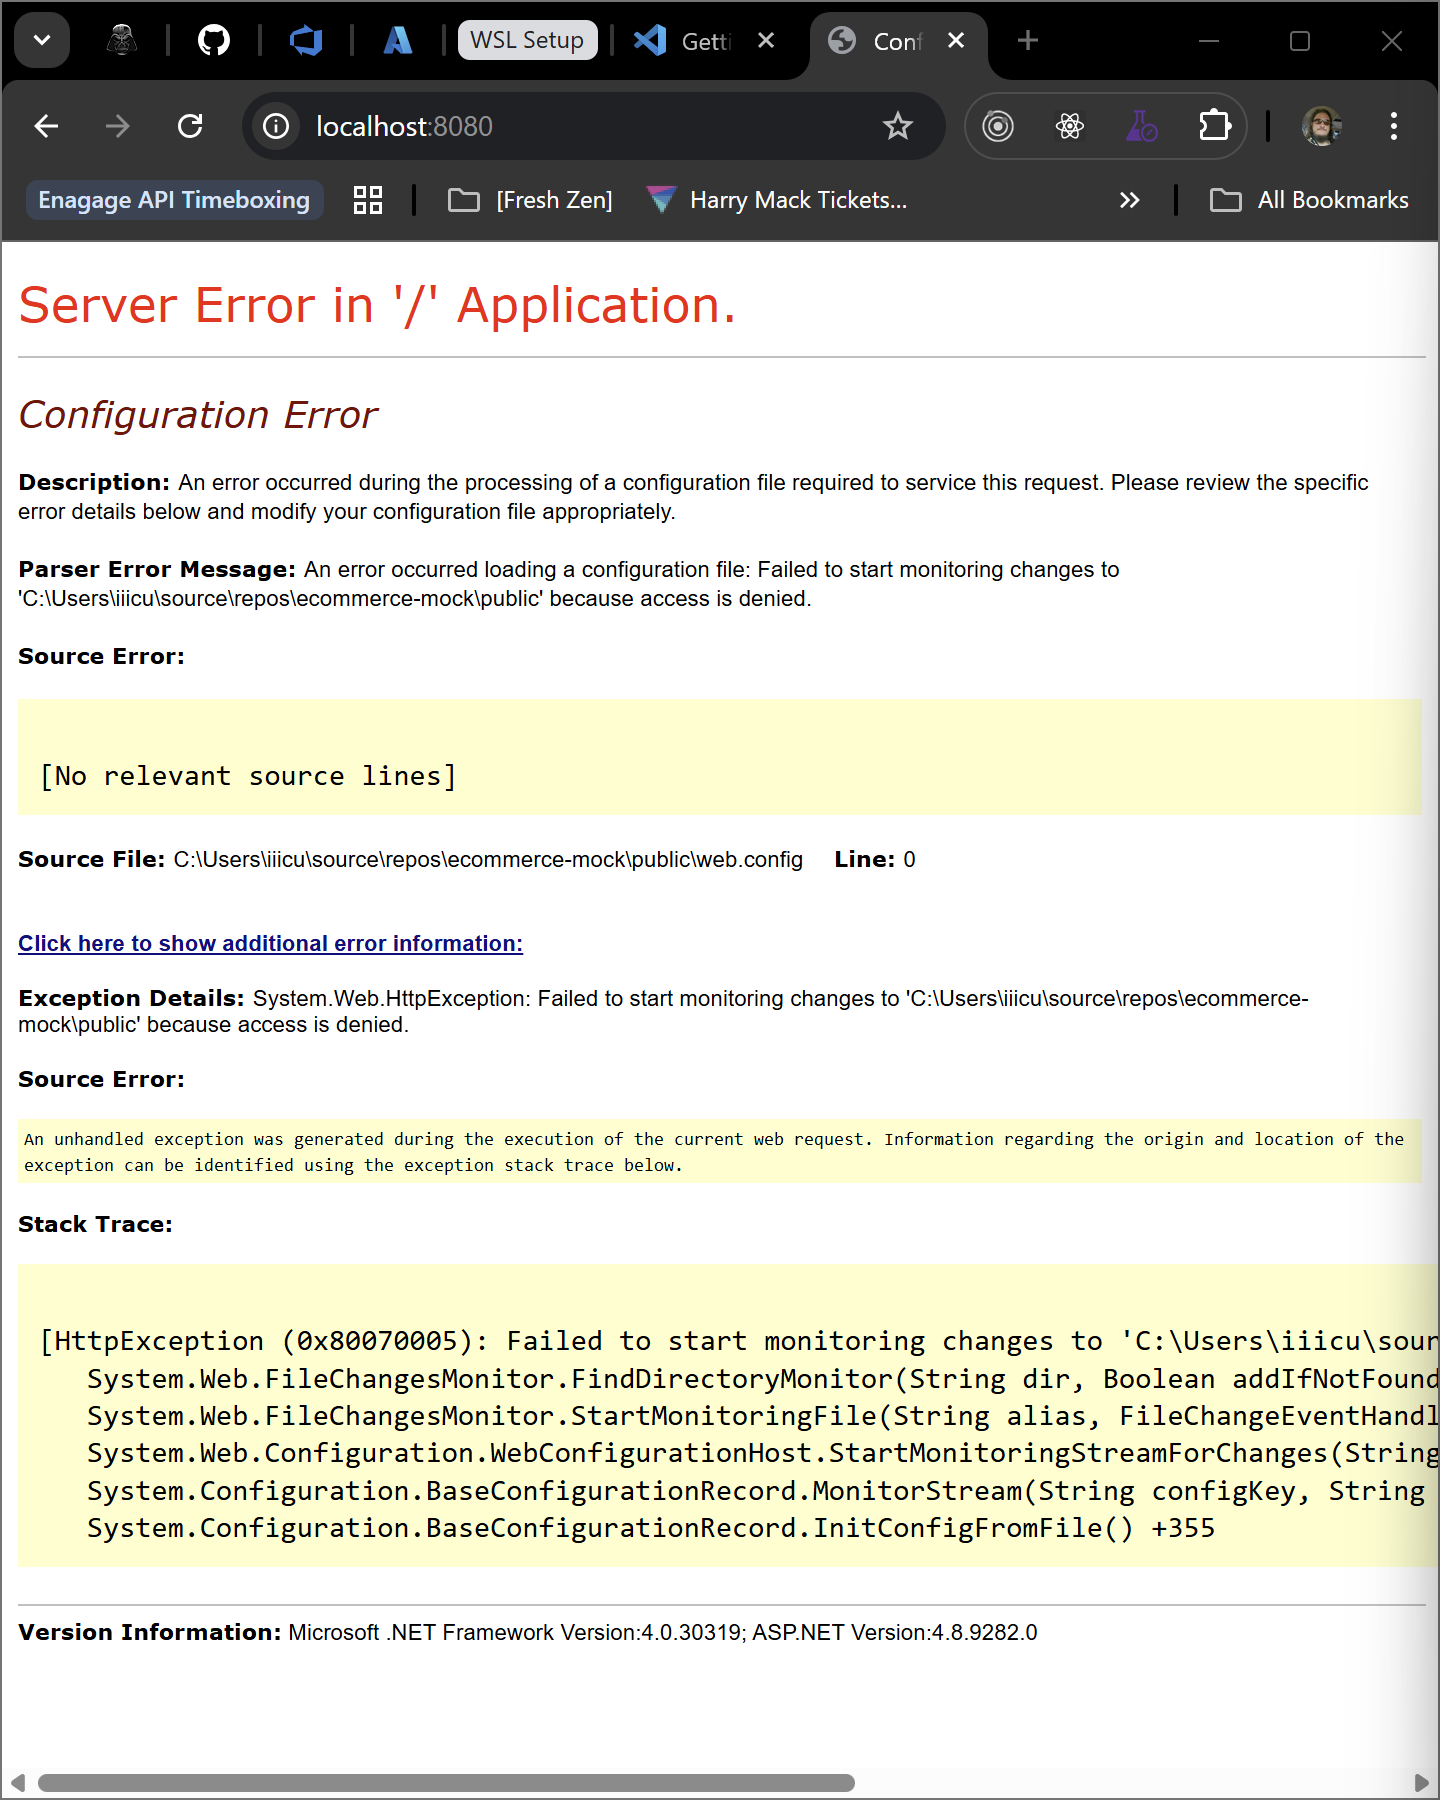 WSL Setup
Getti
Conf
localhost:8080
Enagage API Timeboxing
[Fresh Zen]
Harry Mack Tickets...
All Bookmarks
Server Error in '/' Application.
Configuration Error
Description: An error occurred during the processing of a configuration file required to service this request. Please review the specific
error details below and modify your configuration file appropriately.
Parser Error Message: An error occurred loading a configuration file: Failed to start monitoring changes to
'C:\Users\iiicu\source\repos\ecommerce-mock\public' because access is denied.
Source Error:
[No relevant source lines]
Source File: C:\Users\iiicu\source\repos\ecommerce-mock\public\web.config Line: 0
Click here to show additional error information:
Exception Details: System.Web.HttpException: Failed to start monitoring changes to 'C:\Users\iiicu\source\repos\ecommerce-
mock\public' because access is denied.
Source Error:
An unhandled exception was generated during the execution of the current web request. Information regarding the origin and location of the
exception can be identified using the exception stack trace below.
Stack Trace:
[HttpException (0x80070005): Failed to start monitoring changes to 'C:\Users\iiicu\sour
System.Web.FileChangesMonitor.FindDirectoryMonitor(String dir, Boolean addIfNotFound
System.Web.FileChangesMonitor.StartMonitoringFile(String alias, FileChangeEventHandl
System.Web.Configuration.WebConfigurationHost.StartMonitoringStreamForChanges(String
System.Configuration.BaseConfigurationRecord.MonitorStream(String configKey, String
System.Configuration.BaseConfigurationRecord.InitConfigFromFile() +355
Version Information: Microsoft .NET Framework Version:4.0.30319; ASP.NET Version:4.8.9282.0